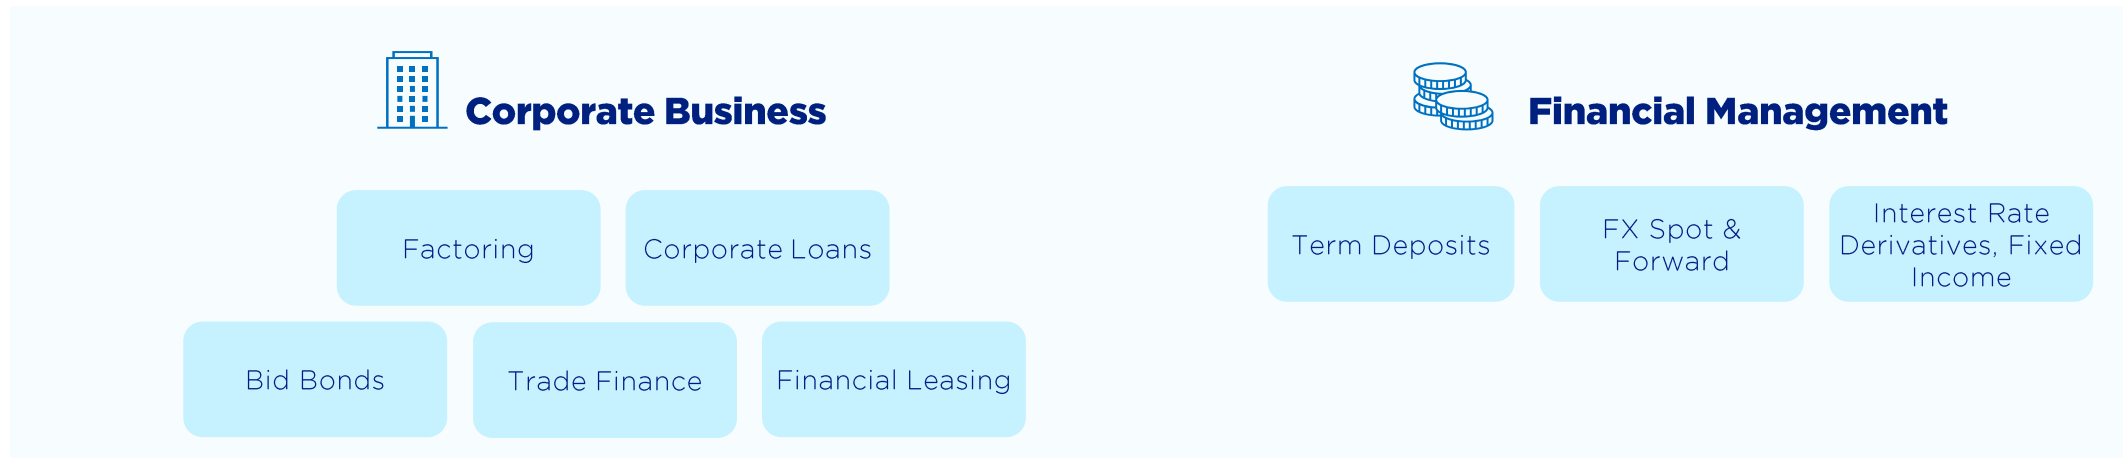 Corporate Business
Factoring
Corporate Loans
Bid Bonds
Trade Finance
Financial Leasing
Financial Management
Term Deposits
FX Spot &
Forward
Interest Rate
Derivatives, Fixed
Income